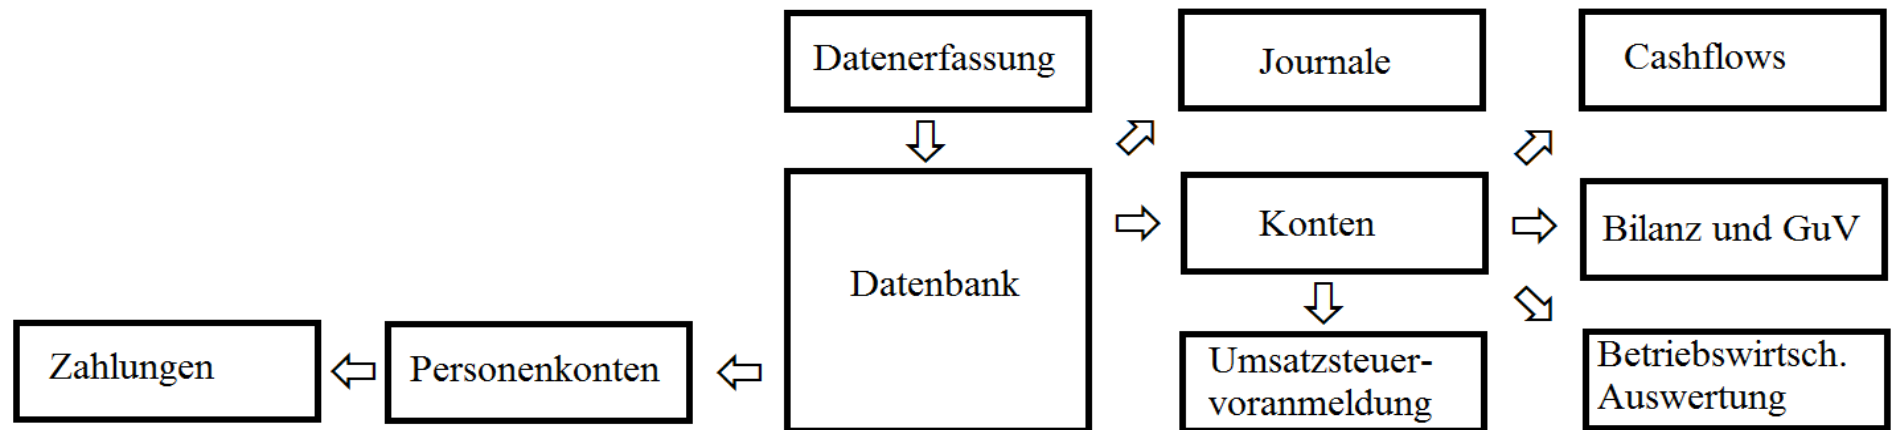 Datenerfassung
Journale
Cashflows
Datenbank
Konten
Bilanz und GuV
Zahlungen
Personenkonten
Umsatzsteuer-
voranmeldung
Betriebswirtsch.
Auswertung